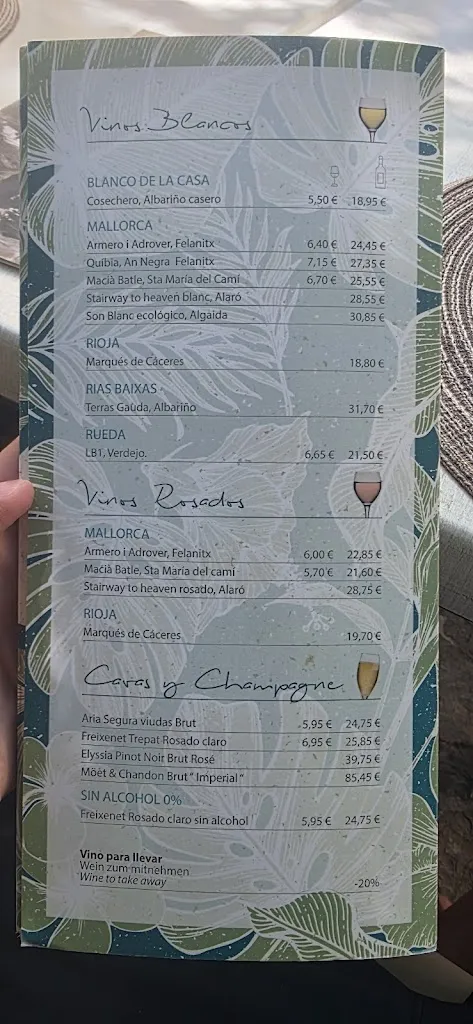 Vinos Blancos
BLANCO DE LA CASA
Cosechero, Albariño casero 5,50 € 18,95 €
MALLORCA
Armero i Adrover, Felanitx 6,40 € 24,45 €
Quíbia, An Negra Felanitx 7,15 € 27,35 €
Macià Batle, Sta María del Camí 6,70 € 25,55 €
Stairway to heaven blanc, Alaró 28,55 €
Son Blanc ecológico, Algaida 30,85 €
RIOJA
Marqués de Cáceres 18,80 €
RIAS BAIXAS
Terras Gauda, Albariño 31,70 €
RUEDA
LB1, Verdejo. 6,65 € 21,50 €
Vinos Rosados
MALLORCA
Armero i Adrover, Felanitx 6,00 € 22,85 €
Macià Batle, Sta María del camí 5,70 € 21,60 €
Stairway to heaven rosado, Alaró 28,75 €
RIOJA
Marqués de Cáceres 19,70 €
Cavas y Champagne
Aria Segura viudas Brut 5,95 € 24,75 €
Freixenet Trepat Rosado claro 6,95 € 25,85 €
Elyssia Pinot Noir Brut Rosé 39,75 €
Möët & Chandon Brut " Imperial " 85,45 €
SIN ALCOHOL 0%
Freixenet Rosado claro sin alcohol 5,95 € 24,75 €
Vino para llevar
Wein zum mitnehmen
Wine to take away -20%